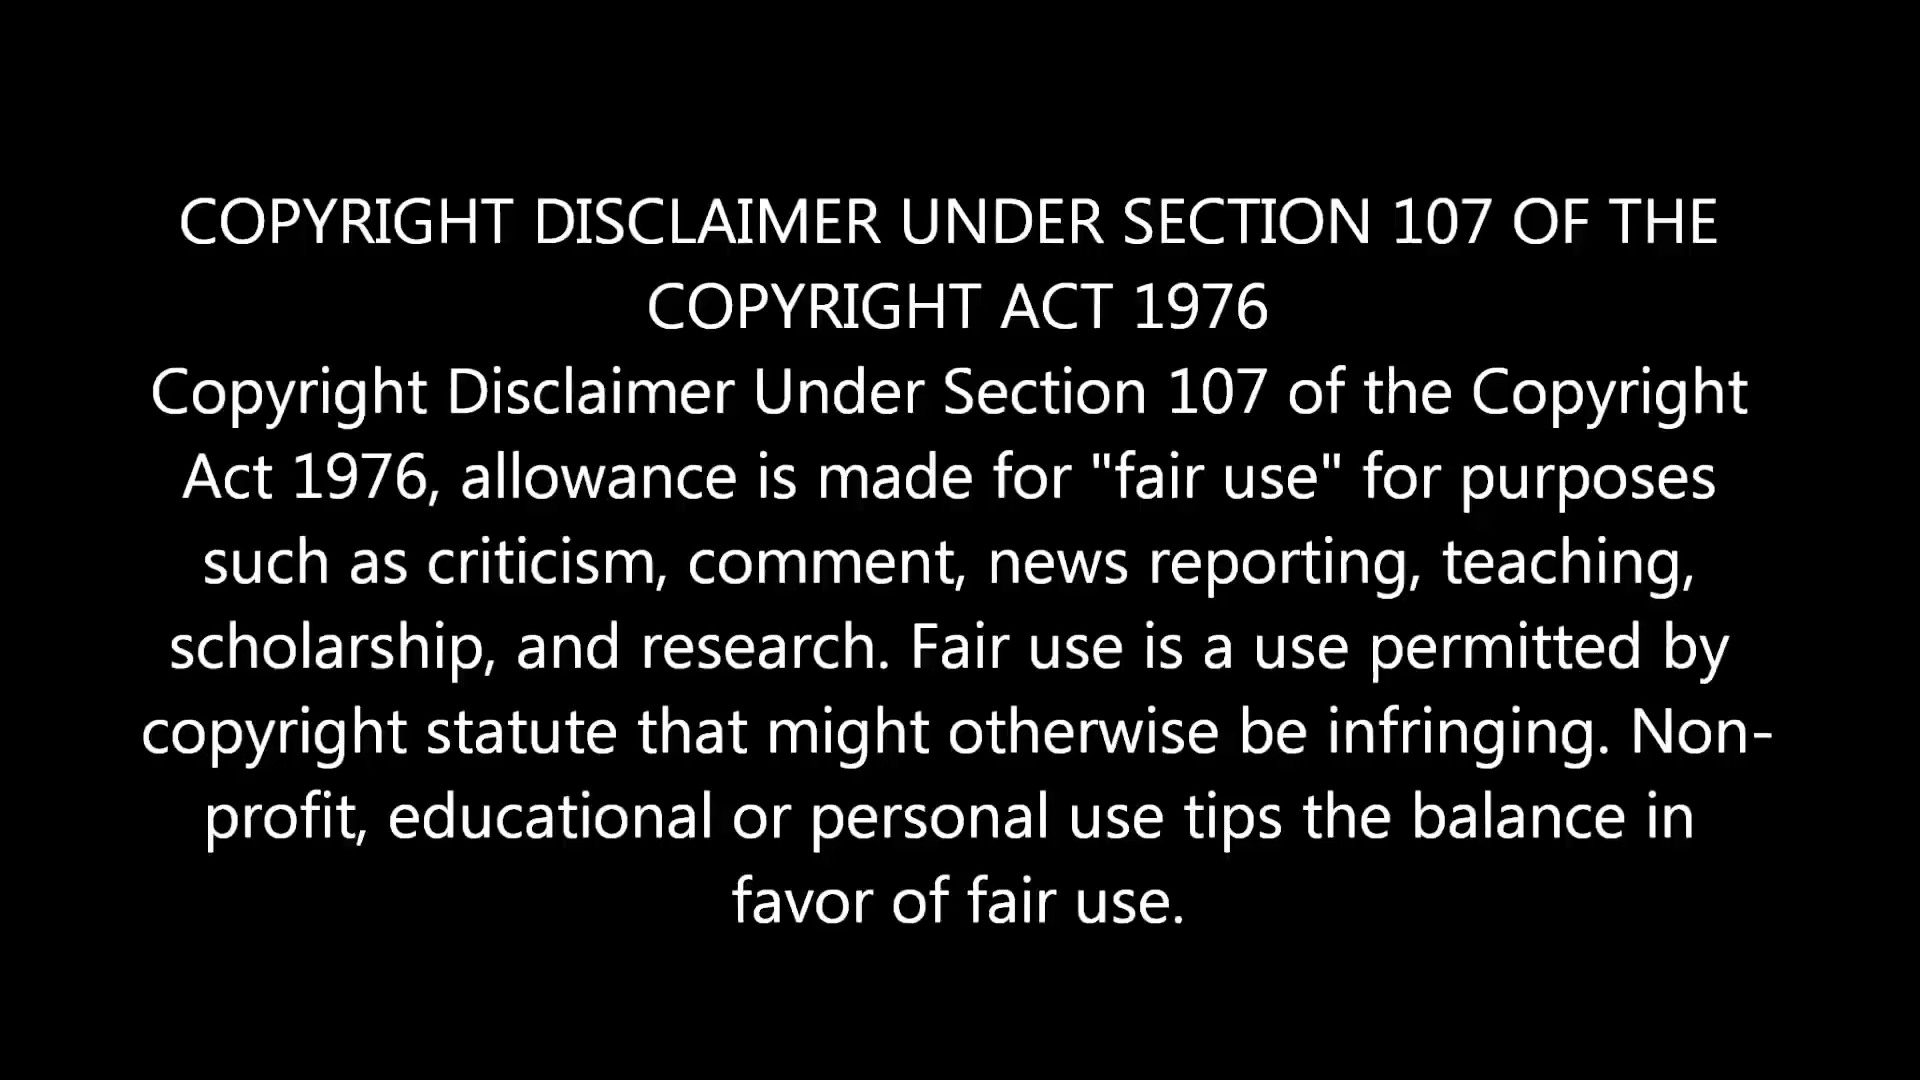 COPYRIGHT DISCLAIMER UNDER SECTION 107 OF THE
COPYRIGHT ACT 1976
Copyright Disclaimer Under Section 107 of the Copyright
Act 1976, allowance is made for "fair use" for purposes
such as criticism, comment, news reporting, teaching,
scholarship, and research. Fair use is a use permitted by
copyright statute that might otherwise be infringing. Non-
profit, educational or personal use tips the balance in
favor of fair use.